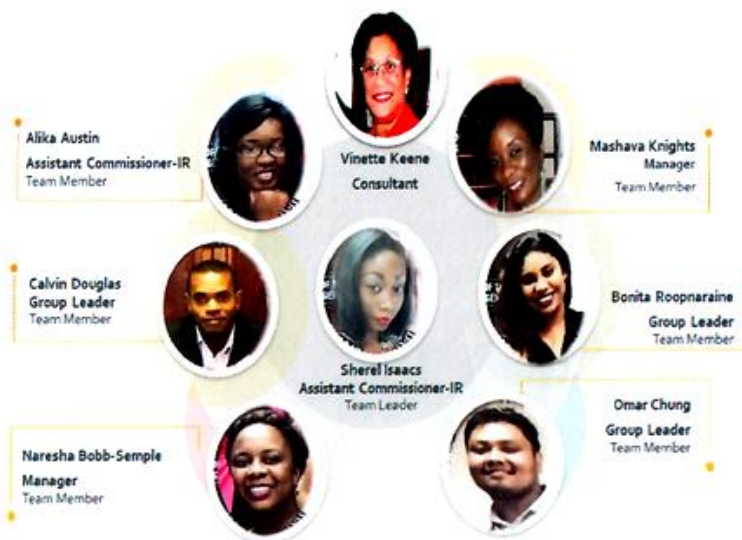 Vinette Keene
Consultant
Alika Austin
Assistant Commissioner-IR
Team Member
Mashava Knights
Manager
Team Member
Calvin Douglas
Group Leader
Team Member
Sherel Isaacs
Assistant Commissioner-IR
Team Leader
Bonita Roopnaraine
Group Leader
Team Member
Naresha Bobb-Semple
Manager
Team Member
Omar Chung
Group Leader
Team Member